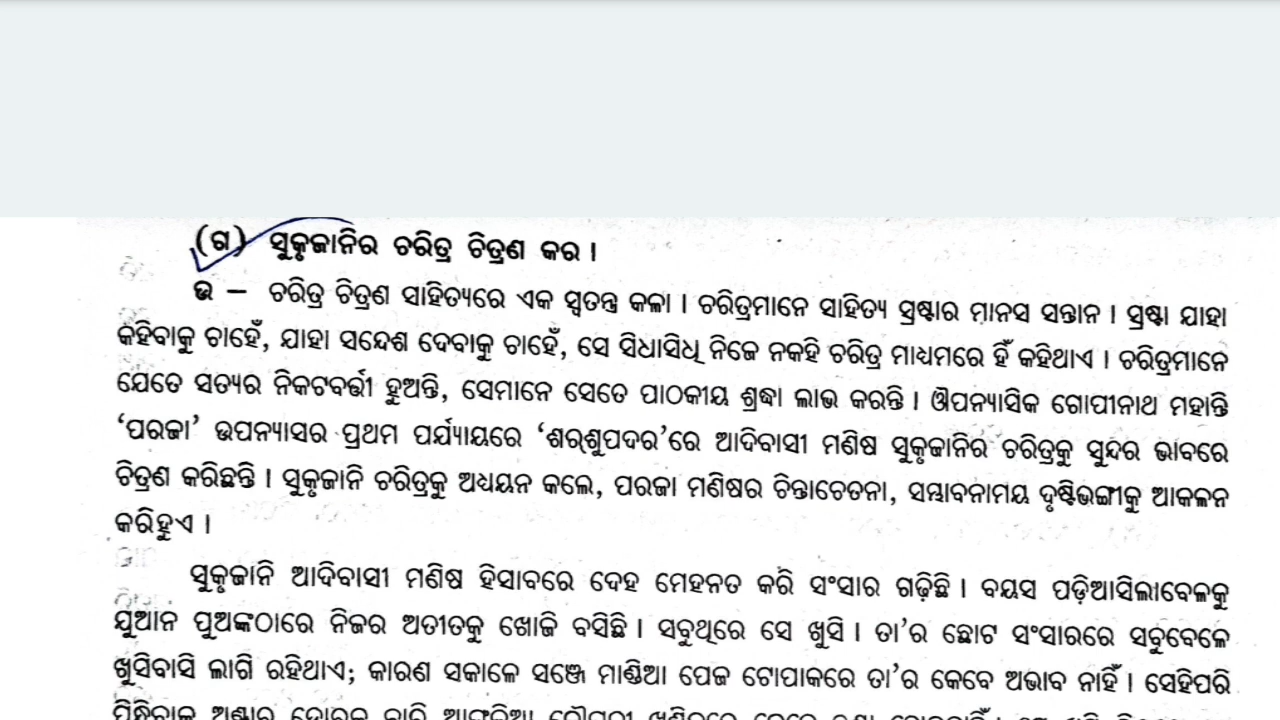 (ଗ) ସୁକୃଜାନିର ଚରିତ୍ର ଚିତ୍ରଣ କର ।
ଉ – ଚରିତ୍ର ଚିତ୍ରଣ ସାହିତ୍ୟରେ ଏକ ସ୍ୱତନ୍ତ୍ର କଳା । ଚରିତ୍ରମାନେ ସାହିତ୍ୟ ସ୍ରଷ୍ଟାର ମାନସ ସନ୍ତାନ । ସ୍ରଷ୍ଟା ଯାହା
କହିବାକୁ ଚାହେଁ, ଯାହା ସନ୍ଦେଶ ଦେବାକୁ ଚାହେଁ, ସେ ସିଧାସିଧି ନିଜେ ନକହି ଚରିତ୍ର ମାଧ୍ୟମରେ ହିଁ କହିଥାଏ । ଚରିତ୍ରମାନେ
ଯେତେ ସତ୍ୟର ନିକଟବର୍ତ୍ତୀ ହୁଅନ୍ତି, ସେମାନେ ସେତେ ପାଠକୀୟ ଶ୍ରଦ୍ଧା ଲାଭ କରନ୍ତି । ଔପନ୍ୟାସିକ ଗୋପୀନାଥ ମହାନ୍ତି
‘ପରଜା’ ଉପନ୍ୟାସର ପ୍ରଥମ ପର୍ଯ୍ୟାୟରେ ‘ଶର୍‌ଶୁପଦର’ରେ ଆଦିବାସୀ ମଣିଷ ସୁକୃଜାନିର ଚରିତ୍ରକୁ ସୁନ୍ଦର ଭାବରେ
ଚିତ୍ରଣ କରିଛନ୍ତି । ସୁକୃଜାନି ଚରିତ୍ରକୁ ଅଧ୍ୟୟନ କଲେ, ପରଜା ମଣିଷର ଚିନ୍ତାଚେତନା, ସମ୍ଭାବନାମୟ ଦୃଷ୍ଟିଭଙ୍ଗୀକୁ ଆକଳନ
କରିହୁଏ ।
ସୁକୃଜାନି ଆଦିବାସୀ ମଣିଷ ହିସାବରେ ଦେହ ମେହନତ କରି ସଂସାର ଗଢ଼ିଛି । ବୟସ ପଡ଼ିଆସିଲାବେଳକୁ
ଯୁଆନ ପୁଅଙ୍କଠାରେ ନିଜର ଅତୀତକୁ ଖୋଜି ବସିଛି । ସବୁଥିରେ ସେ ଖୁସି । ତା’ର ଛୋଟ ସଂସାରରେ ସବୁବେଳେ
ଖୁସିବାସି ଲାଗି ରହିଥାଏ; କାରଣ ସକାଳେ ସଞ୍ଜେ ମାଣ୍ଡିଆ ପେଜ ଟୋପାକରେ ତା’ର କେବେ ଅଭାବ ନାହିଁ । ସେହିପରି